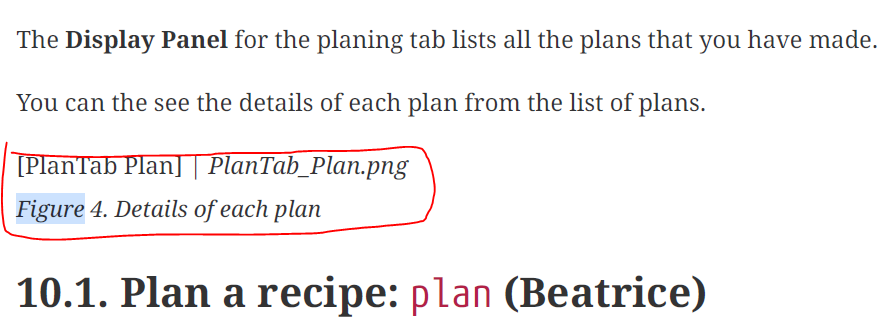 The Display Panel for the planing tab lists all the plans that you have made.
You can the see the details of each plan from the list of plans.
[PlanTab Plan] | PlanTab_Plan.png
Figure 4. Details of each plan
10.1. Plan a recipe: plan (Beatrice)